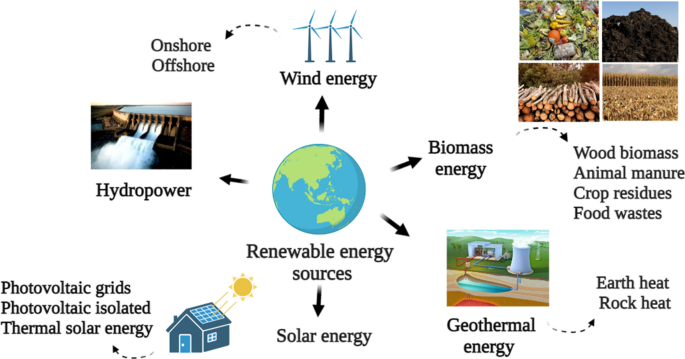 Onshore
Offshore
Wind energy
Hydropower
Biomass
energy
Wood biomass
Animal manure
Crop residues
Food wastes
Renewable energy
sources
Photovoltaic grids
Photovoltaic isolated
Thermal solar energy
Solar energy
Geothermal
energy
Earth heat
Rock heat